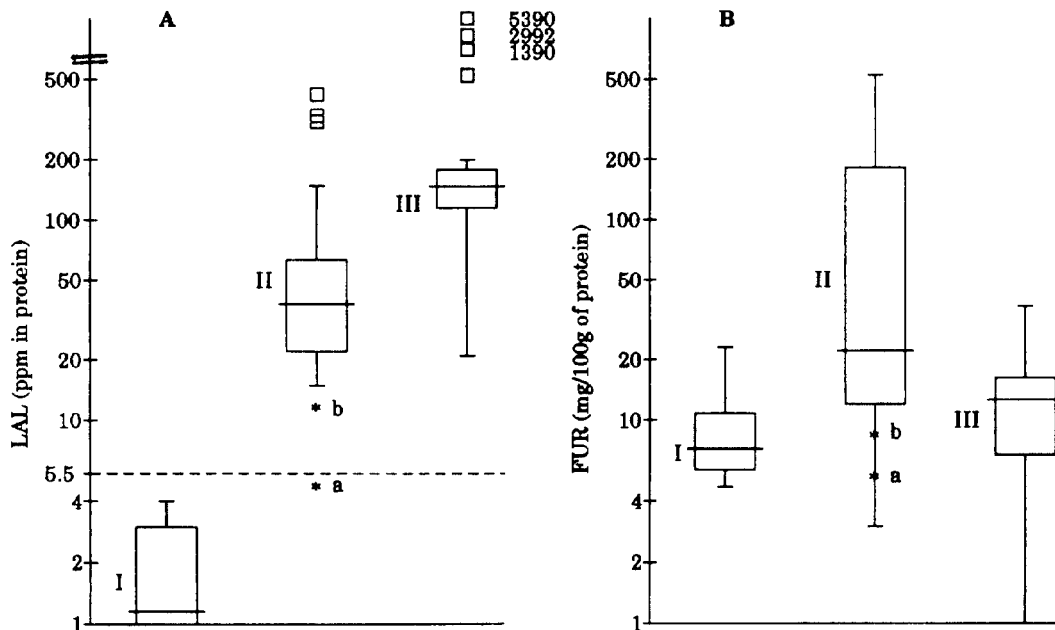 A
5390
2992
1390
500
200
100
50
20
10
5.5
4
2
1
LAL (ppm in protein)
I
II
III
* b
* a
B
500
200
100
50
20
10
4
2
1
FUR (mg/100g of protein)
I
II
III
* b
* a